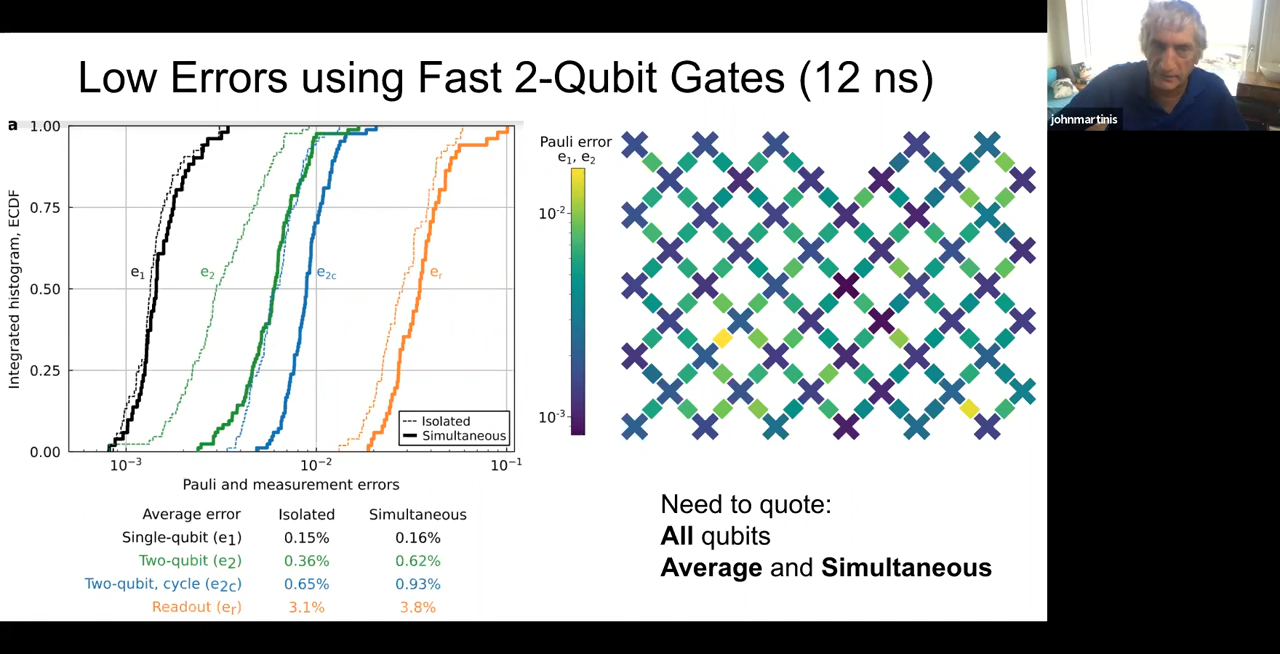 Low Errors using Fast 2-Qubit Gates (12 ns)
johnmartinis
a
1.00
0.75
0.50
0.25
0.00
Integrated histogram, ECDF
e1
e2
e2c
er
Isolated
Simultaneous
10−3
10−2
10−1
Pauli and measurement errors
Pauli error
e1, e2
10−2
10−3
Average error Isolated Simultaneous
Single-qubit (e1) 0.15% 0.16%
Two-qubit (e2) 0.36% 0.62%
Two-qubit, cycle (e2c) 0.65% 0.93%
Readout (er) 3.1% 3.8%
Need to quote:
All qubits
Average and Simultaneous